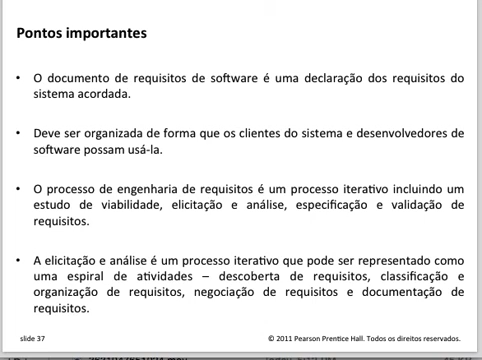 Pontos importantes
• O documento de requisitos de software é uma declaração dos requisitos do
sistema acordada.
• Deve ser organizada de forma que os clientes do sistema e desenvolvedores de
software possam usá-la.
• O processo de engenharia de requisitos é um processo iterativo incluindo um
estudo de viabilidade, elicitação e análise, especificação e validação de
requisitos.
• A elicitação e análise é um processo iterativo que pode ser representado como
uma espiral de atividades – descoberta de requisitos, classificação e
organização de requisitos, negociação de requisitos e documentação de
requisitos.
slide 37
© 2011 Pearson Prentice Hall. Todos os direitos reservados.